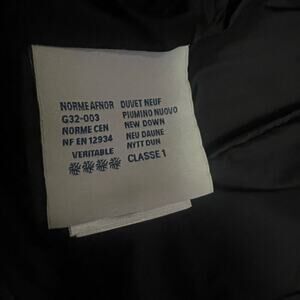 NORME AFNOR
G32-003
NORME CEN
NF EN 12934
VERITABLE
DUVET NEUF
PIUMINO NUOVO
NEW DOWN
NEU DAUNE
NYTT DUN
CLASSE 1